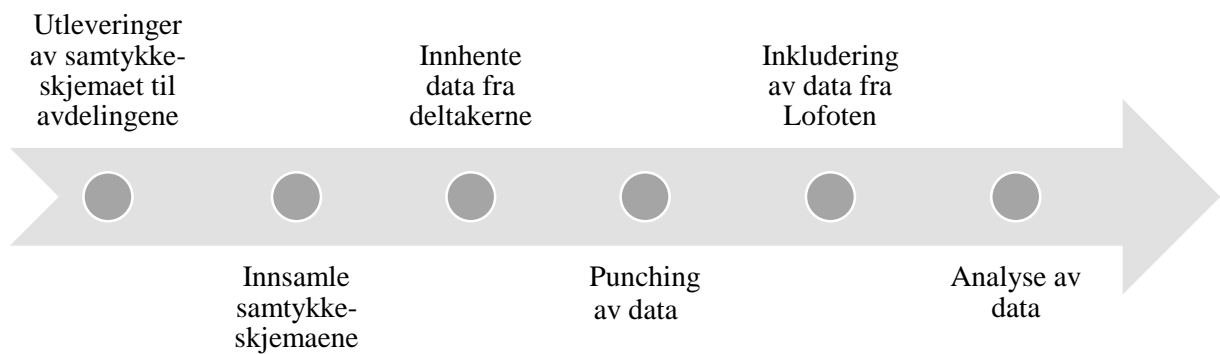 Utleveringer
av samtykke-
skjemaet til
avdelingene
Innsamle
samtykke-
skjemaene
Innhente
data fra
deltakerne
Punching
av data
Inkludering
av data fra
Lofoten
Analyse av
data